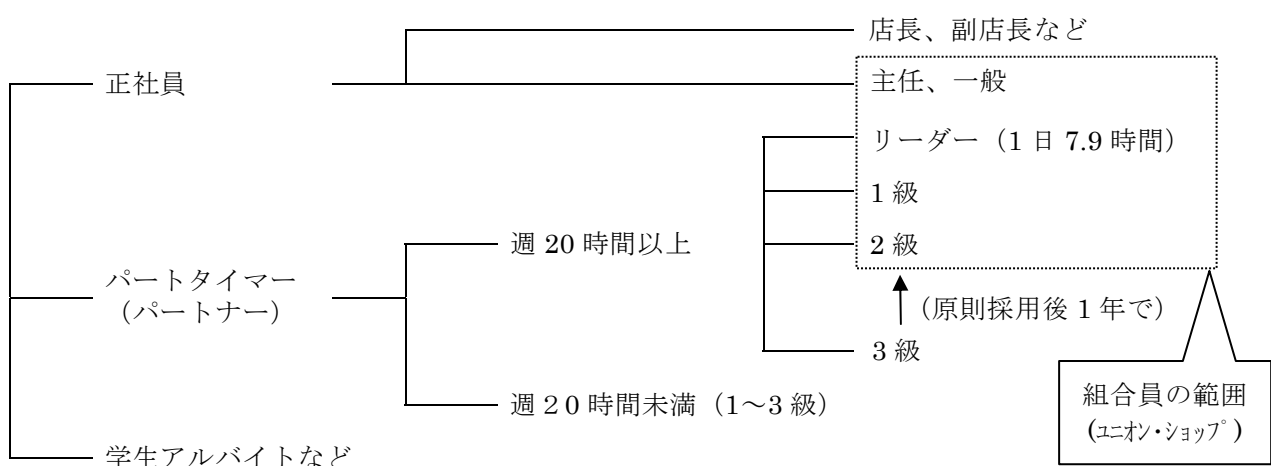 店長、副店長など
正社員
主任、一般
リーダー（1 日 7.9 時間）
1 級
週 20 時間以上
2 級
パートタイマー
（パートナー）
（原則採用後 1 年で）
3 級
週２０時間未満（1～3 級）
組合員の範囲
(ﾕﾆｵﾝ・ｼｮｯﾌﾟ)
学生アルバイトなど